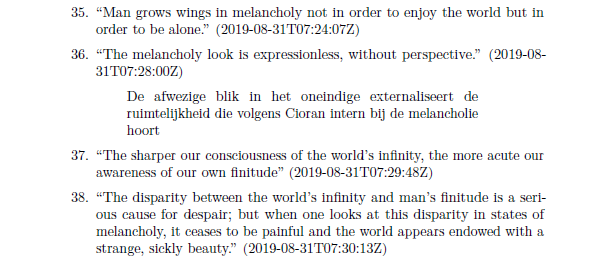 35. “Man grows wings in melancholy not in order to enjoy the world but in
order to be alone.” (2019-08-31T07:24:07Z)
36. “The melancholy look is expressionless, without perspective.” (2019-08-
31T07:28:00Z)
De afwezige blik in het oneindige externaliseert de
ruimtelijkheid die volgens Cioran intern bij de melancholie
hoort
37. “The sharper our consciousness of the world’s infinity, the more acute our
awareness of our own finitude” (2019-08-31T07:29:48Z)
38. “The disparity between the world’s infinity and man’s finitude is a seri-
ous cause for despair; but when one looks at this disparity in states of
melancholy, it ceases to be painful and the world appears endowed with a
strange, sickly beauty.” (2019-08-31T07:30:13Z)